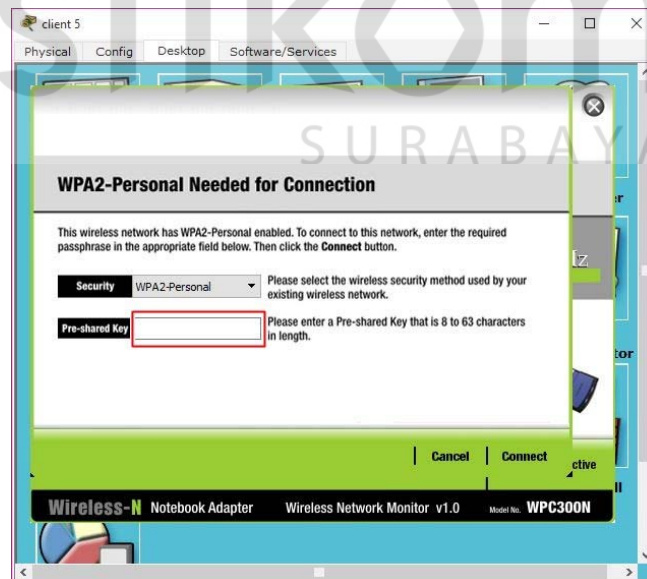 client 5
Physical Config Desktop Software/Services
stikom
SURABAYA
WPA2-Personal Needed for Connection
This wireless network has WPA2-Personal enabled. To connect to this network, enter the required
passphrase in the appropriate field below. Then click the Connect button.
Security WPA2-Personal Please select the wireless security method used by your
existing wireless network.
Pre-shared Key Please enter a Pre-shared Key that is 8 to 63 characters
in length.
Cancel Connect
Wireless-N Notebook Adapter Wireless Network Monitor v1.0 Model No. WPC300N